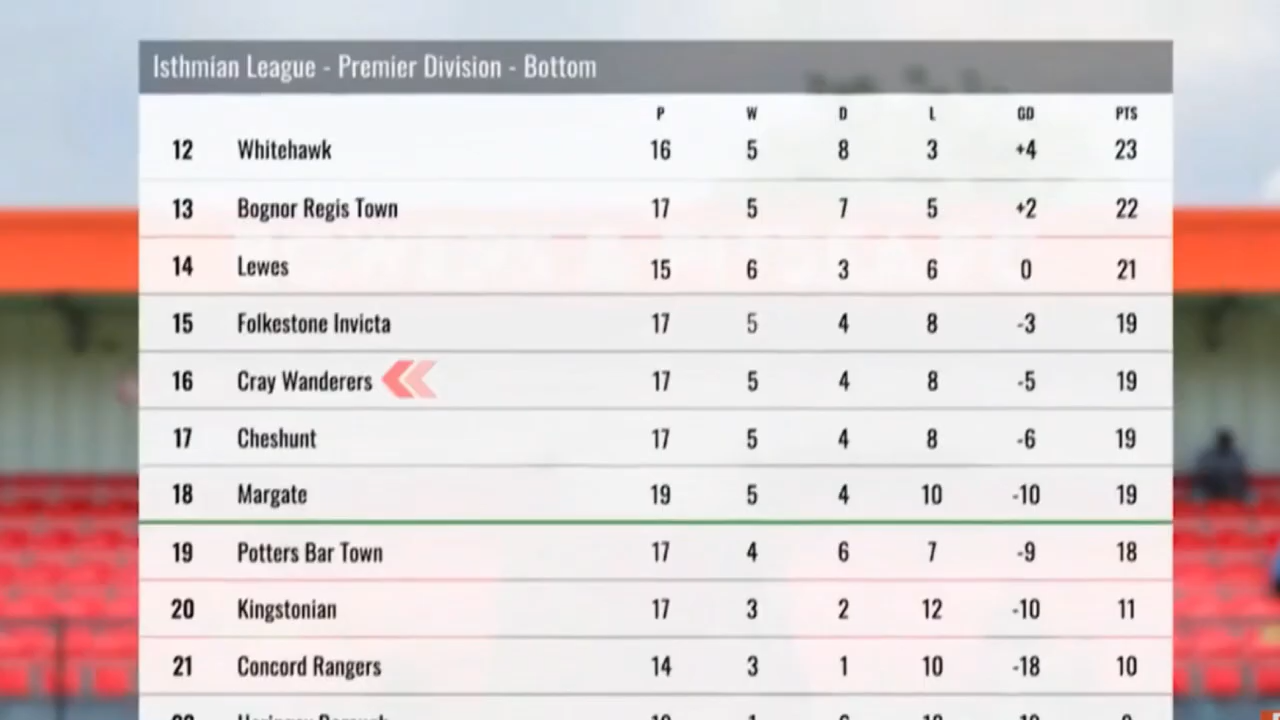 Isthmian League - Premier Division - Bottom
P W D L GD PTS
12 Whitehawk 16 5 8 3 +4 23
13 Bognor Regis Town 17 5 7 5 +2 22
14 Lewes 15 6 3 6 0 21
15 Folkestone Invicta 17 5 4 8 -3 19
16 Cray Wanderers 17 5 4 8 -5 19
17 Cheshunt 17 5 4 8 -6 19
18 Margate 19 5 4 10 -10 19
19 Potters Bar Town 17 4 6 7 -9 18
20 Kingstonian 17 3 2 12 -10 11
21 Concord Rangers 14 3 1 10 -18 10